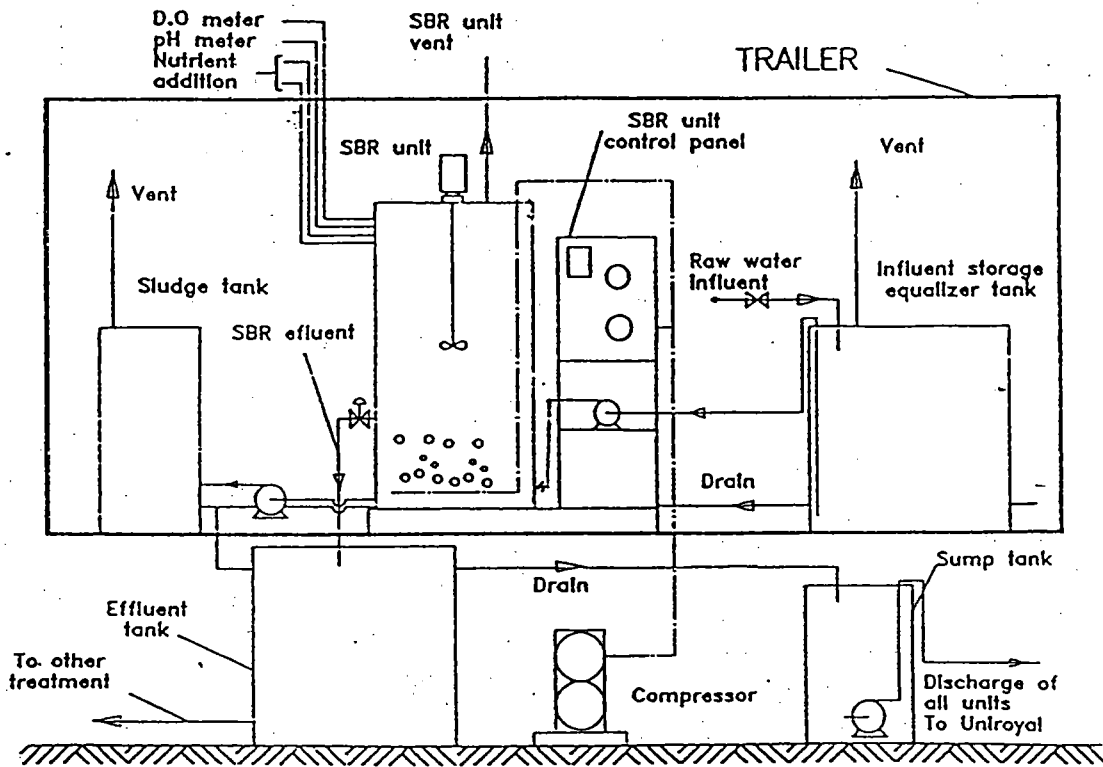 D.O meter
pH meter
Nutrient
addition
SBR unit
vent
TRAILER
SBR unit
SBR unit
control panel
Vent
Vent
Sludge tank
SBR efluent
Raw water
Influent
Influent storage
equalizer tank
Drain
Drain
Sump tank
Effluent
tank
To other
treatment
Compressor
Discharge of
all units
To Uniroyal